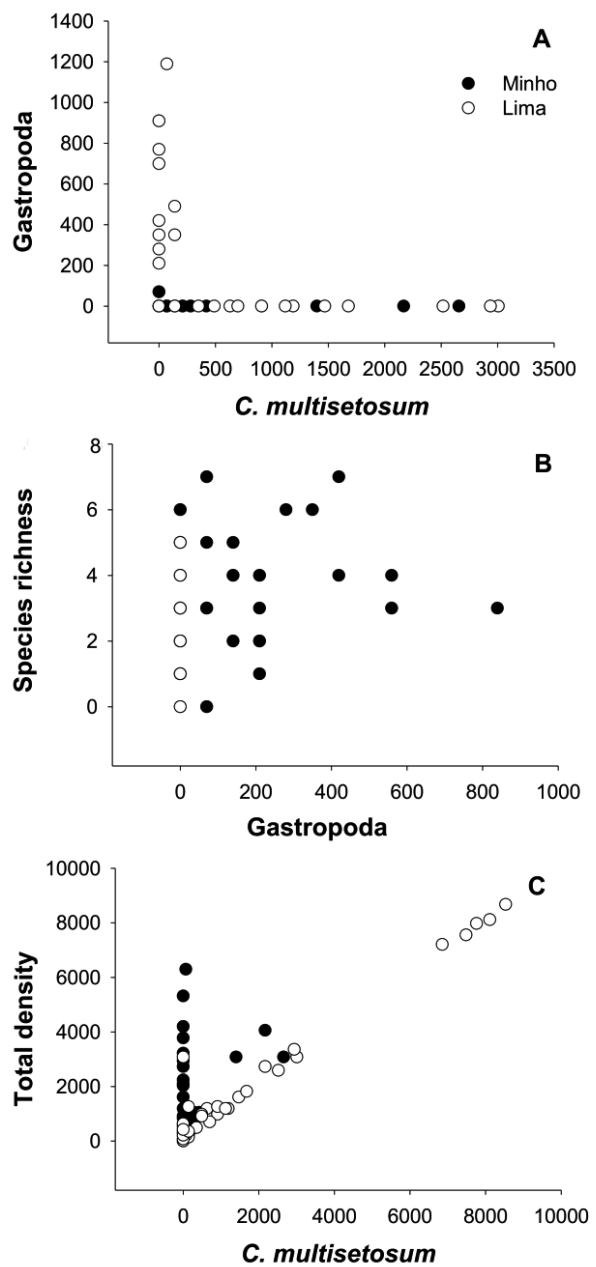 A
Minho
Lima
Gastropoda
1400
1200
1000
800
600
400
200
0
0 500 1000 1500 2000 2500 3000 3500
C. multisetosum
B
Species richness
8
6
4
2
0
0 200 400 600 800 1000
Gastropoda
C
Total density
10000
8000
6000
4000
2000
0
0 2000 4000 6000 8000 10000
C. multisetosum